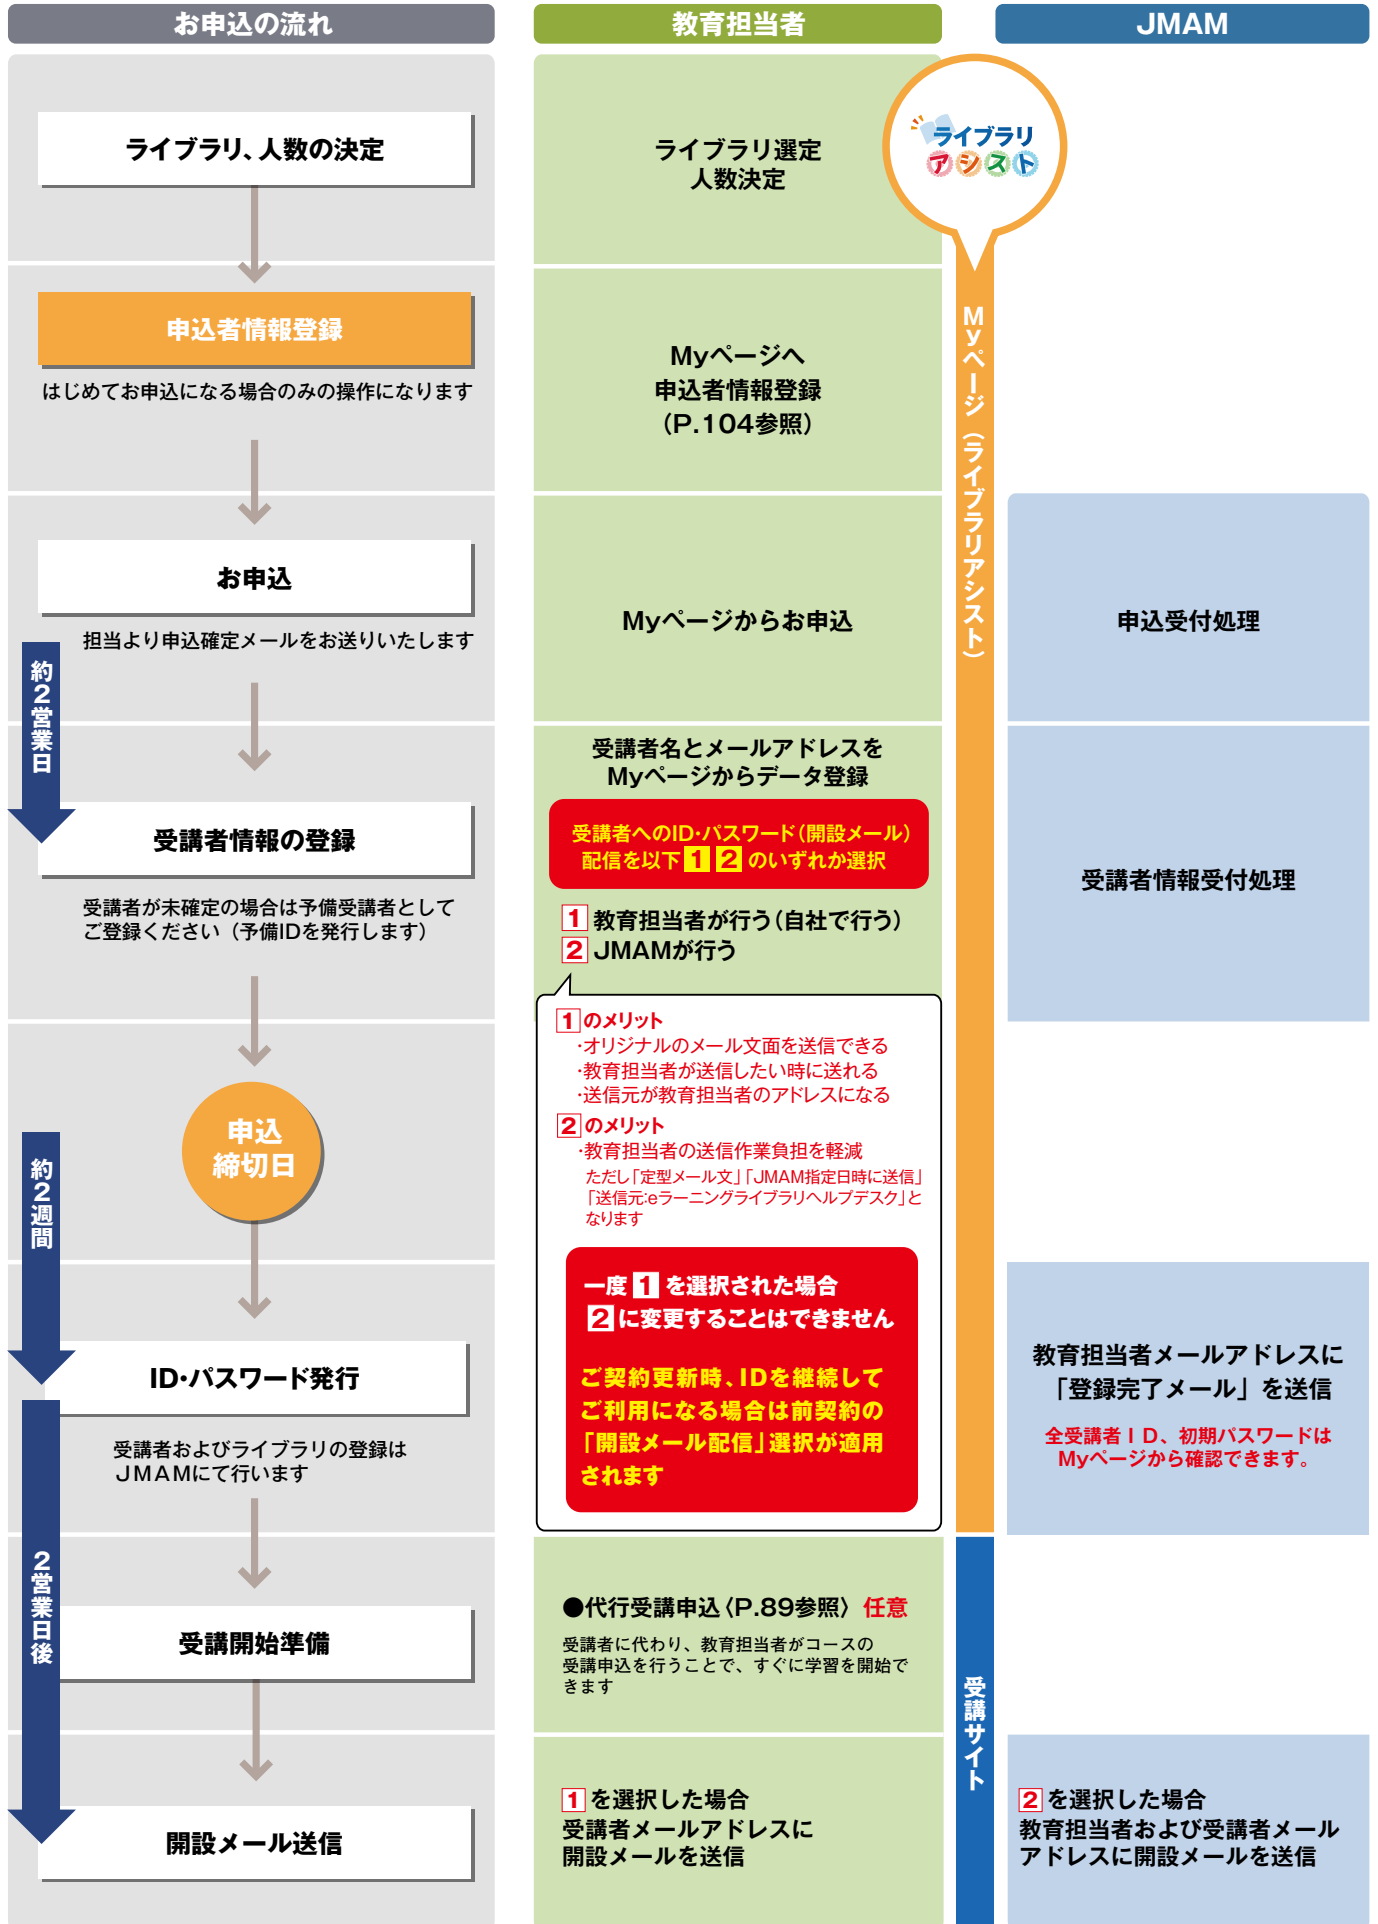 お申込の流れ
教育担当者
JMAM
ライブラリ、人数の決定
ライブラリ選定
人数決定
ライブラリ
アシスト
申込者情報登録
はじめてお申込になる場合のみの操作になります
Myページへ
申込者情報登録
(P.104参照)
Myページ(ライブラリアシスト)
お申込
担当より申込確定メールをお送りいたします
Myページからお申込
申込受付処理
約2営業日
受講者情報の登録
受講者が未確定の場合は予備受講者として
ご登録ください(予備IDを発行します)
受講者名とメールアドレスを
Myページからデータ登録
受講者へのID・パスワード(開設メール)
配信を以下 1 2 のいずれか選択
1 教育担当者が行う(自社で行う)
2 JMAMが行う
受講者情報受付処理
1のメリット
・オリジナルのメール文面を送信できる
・教育担当者が送信したい時に送れる
・送信元が教育担当者のアドレスになる
2のメリット
・教育担当者の送信作業負担を軽減
ただし「定型メール文」「JMAM指定日時に送信」
「送信元:eラーニングライブラリヘルプデスク」と
なります
一度 1 を選択された場合
2 に変更することはできません
ご契約更新時、IDを継続して
ご利用になる場合は前契約の
「開設メール配信」選択が適用
されます
申込
締切日
約2週間
ID・パスワード発行
受講者およびライブラリの登録は
JMAMにて行います
教育担当者メールアドレスに
「登録完了メール」を送信
全受講者ID、初期パスワードは
Myページから確認できます。
2営業日後
受講開始準備
●代行受講申込〈P.89参照〉 任意
受講者に代わり、教育担当者がコースの
受講申込を行うことで、すぐに学習を開始で
きます
受講サイト
開設メール送信
1 を選択した場合
受講者メールアドレスに
開設メールを送信
2 を選択した場合
教育担当者および受講者メール
アドレスに開設メールを送信